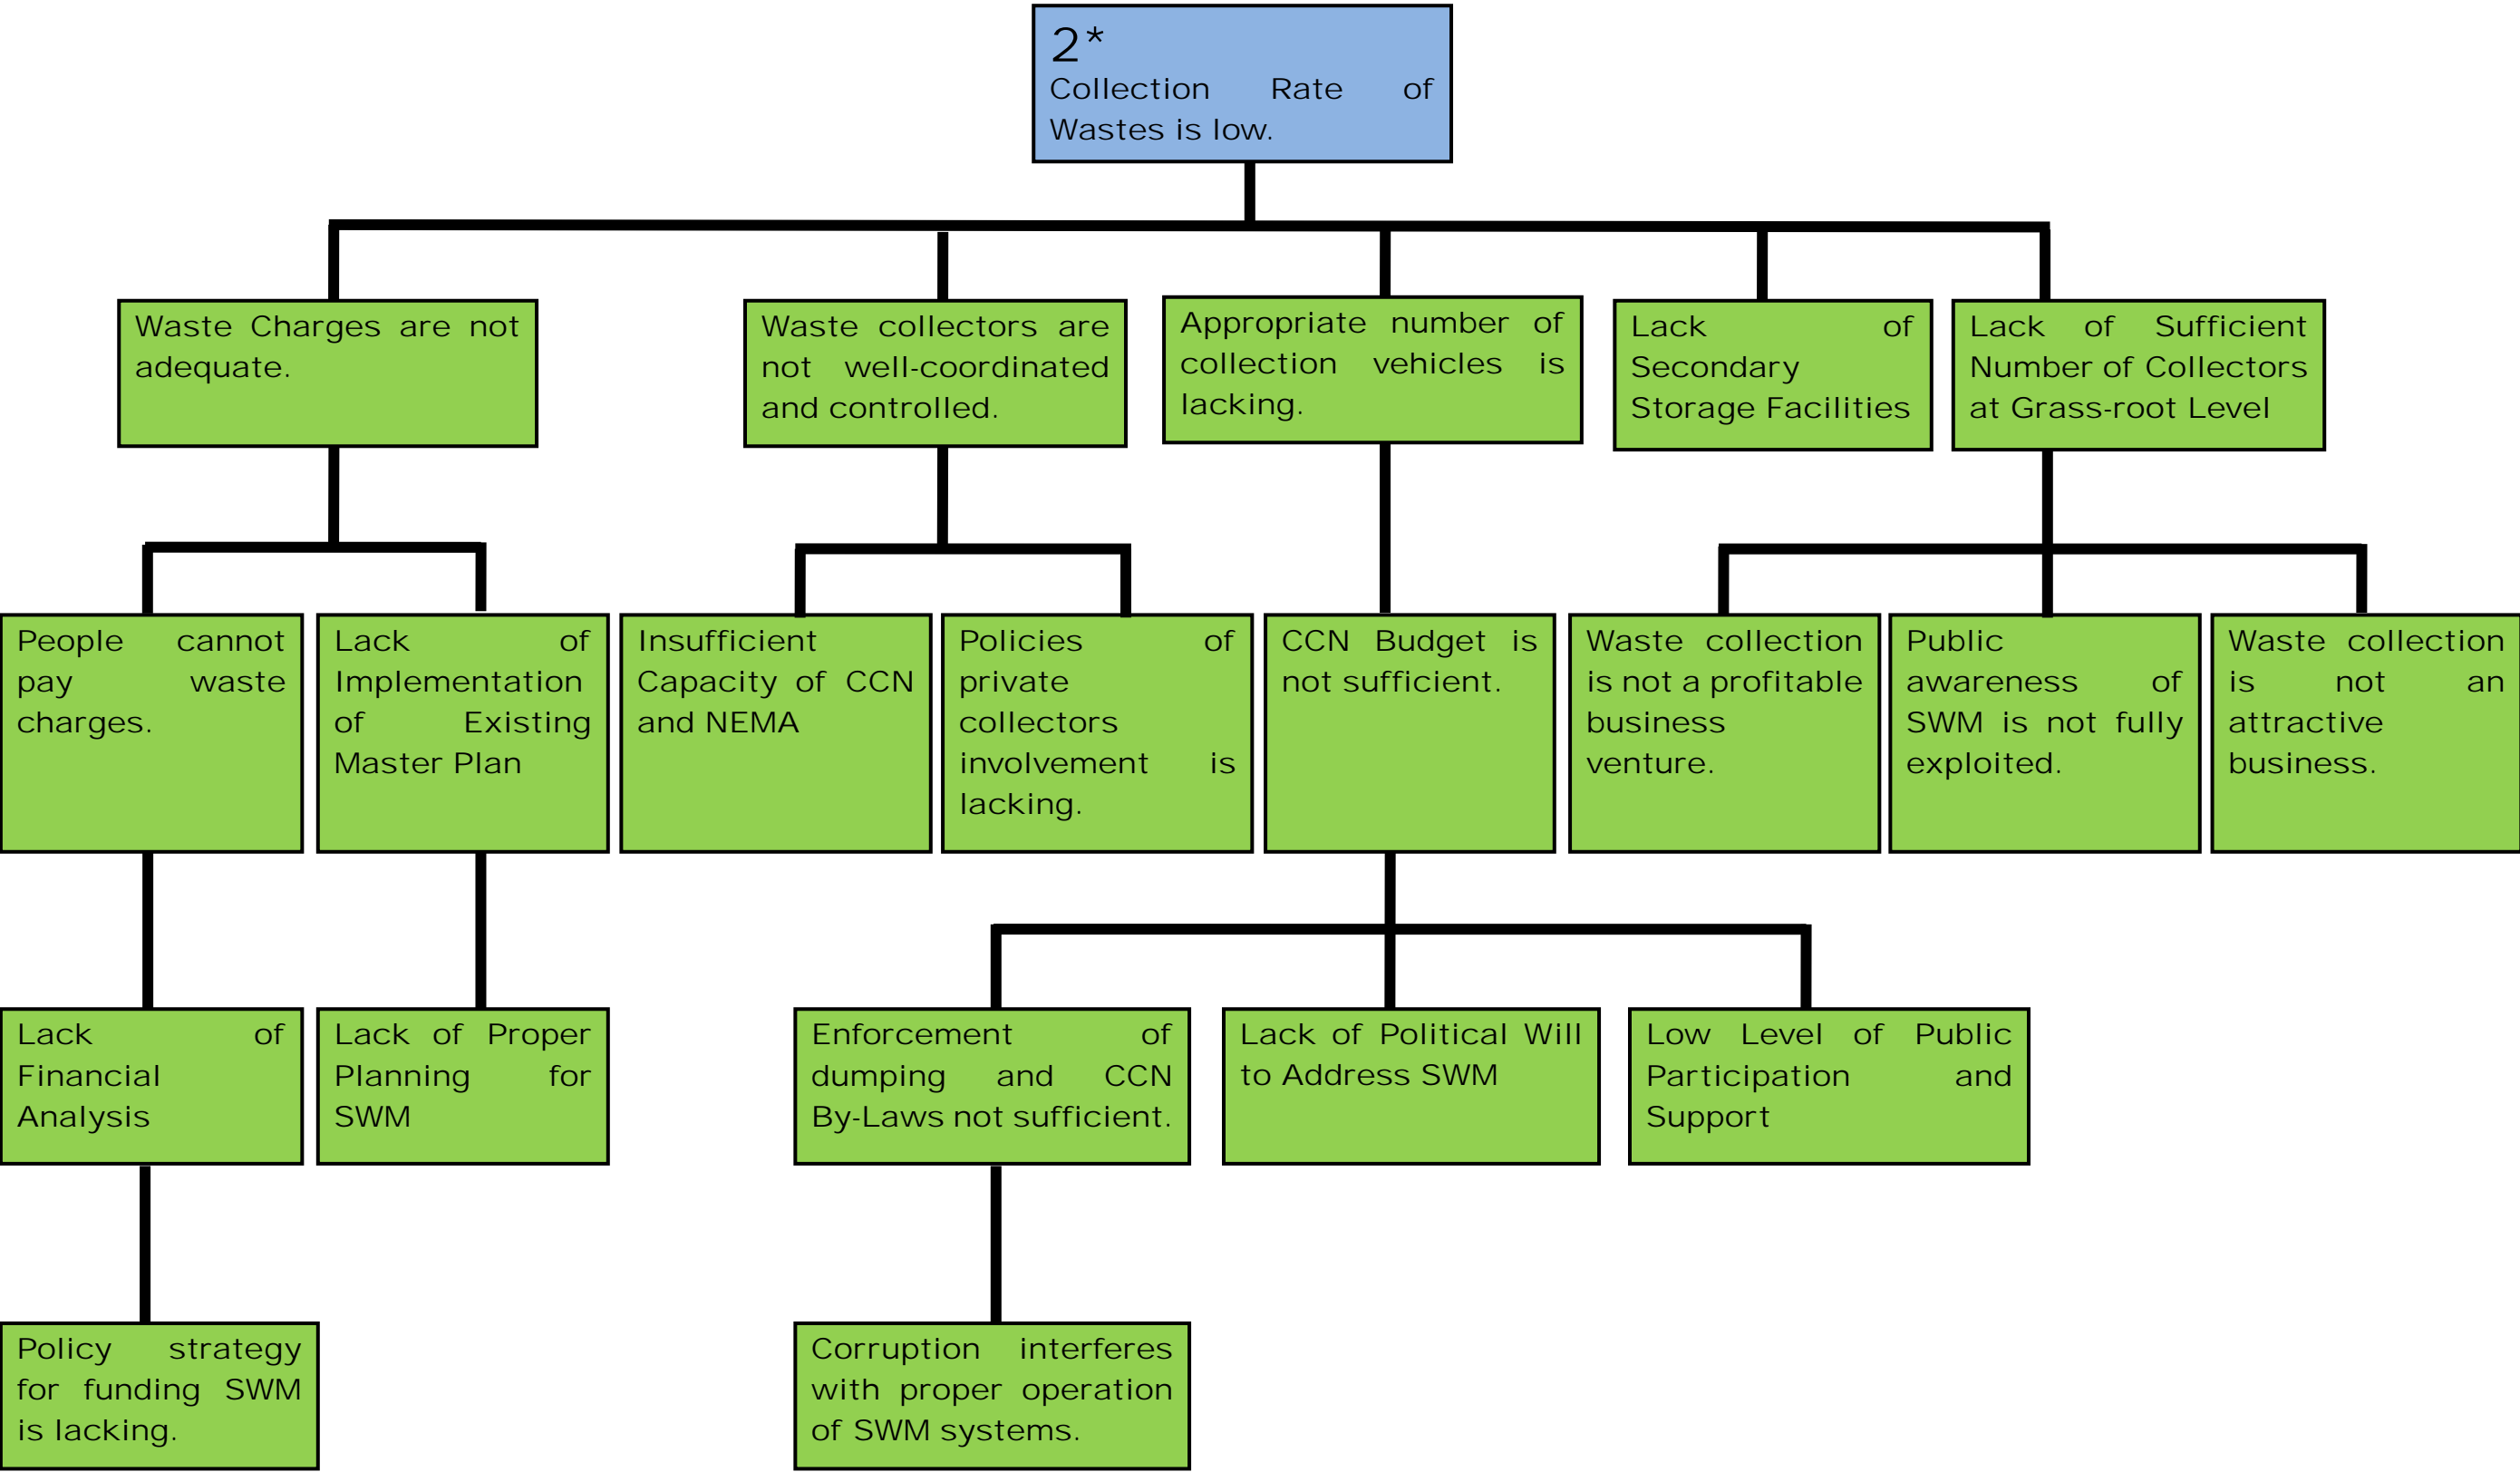 2*
Collection Rate of
Wastes is low.
Waste Charges are not
adequate.
Waste collectors are
not well-coordinated
and controlled.
Appropriate number of
collection vehicles is
lacking.
Lack of
Secondary
Storage Facilities
Lack of Sufficient
Number of Collectors
at Grass-root Level
People cannot
pay waste
charges.
Lack of
Implementation
of Existing
Master Plan
Insufficient
Capacity of CCN
and NEMA
Policies of
private
collectors
involvement is
lacking.
CCN Budget is
not sufficient.
Waste collection
is not a profitable
business
venture.
Public
awareness of
SWM is not fully
exploited.
Waste collection
is not an
attractive
business.
Lack of
Financial
Analysis
Lack of Proper
Planning for
SWM
Enforcement of
dumping and CCN
By-Laws not sufficient.
Lack of Political Will
to Address SWM
Low Level of Public
Participation and
Support
Policy strategy
for funding SWM
is lacking.
Corruption interferes
with proper operation
of SWM systems.